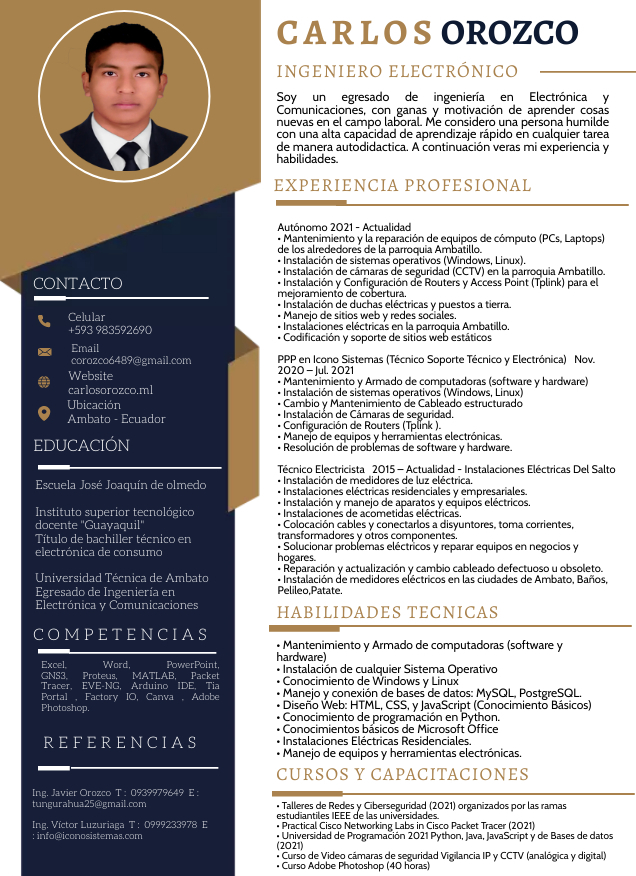 CARLOS OROZCO
INGENIERO ELECTRÓNICO
Soy un egresado de ingeniería en Electrónica y
Comunicaciones, con ganas y motivación de aprender cosas
nuevas en el campo laboral. Me considero una persona humilde
con una alta capacidad de aprendizaje rápido en cualquier tarea
de manera autodidactica. A continuación veras mi experiencia y
habilidades.
EXPERIENCIA PROFESIONAL
Autónomo 2021 - Actualidad
• Mantenimiento y la reparación de equipos de cómputo (PCs, Laptops)
de los alrededores de la parroquia Ambatillo.
• Instalación de sistemas operativos (Windows, Linux).
• Instalación de cámaras de seguridad (CCTV) en la parroquia Ambatillo.
• Instalación y Configuración de Routers y Access Point (Tplink) para el
mejoramiento de cobertura.
• Instalación de duchas eléctricas y puestos a tierra.
• Manejo de sitios web y redes sociales.
• Instalaciones eléctricas en la parroquia Ambatillo.
• Codificación y soporte de sitios web estáticos
PPP en Icono Sistemas (Técnico Soporte Técnico y Electrónica) Nov.
2020 – Jul. 2021
• Mantenimiento y Armado de computadoras (software y hardware)
• Instalación de sistemas operativos (Windows, Linux)
• Cambio y Mantenimiento de Cableado estructurado
• Instalación de Cámaras de seguridad.
• Configuración de Routers (Tplink ).
• Manejo de equipos y herramientas electrónicas.
• Resolución de problemas de software y hardware.
Técnico Electricista 2015 – Actualidad - Instalaciones Eléctricas Del Salto
• Instalación de medidores de luz eléctrica.
• Instalaciones eléctricas residenciales y empresariales.
• Instalación y manejo de aparatos y equipos eléctricos.
• Instalaciones de acometidas eléctricas.
• Colocación cables y conectarlos a disyuntores, toma corrientes,
transformadores y otros componentes.
• Solucionar problemas eléctricos y reparar equipos en negocios y
hogares.
• Reparación y actualización y cambio cableado defectuoso u obsoleto.
• Instalación de medidores eléctricos en las ciudades de Ambato, Baños,
Pelileo,Patate.
HABILIDADES TECNICAS
• Mantenimiento y Armado de computadoras (software y
hardware)
• Instalación de cualquier Sistema Operativo
• Conocimiento de Windows y Linux
• Manejo y conexión de bases de datos: MySQL, PostgreSQL.
• Diseño Web: HTML, CSS, y JavaScript (Conocimiento Básicos)
• Conocimiento de programación en Python.
• Conocimientos básicos de Microsoft Office
• Instalaciones Eléctricas Residenciales.
• Manejo de equipos y herramientas electrónicas.
CURSOS Y CAPACITACIONES
• Talleres de Redes y Ciberseguridad (2021) organizados por las ramas
estudiantiles IEEE de las universidades.
• Practical Cisco Networking Labs in Cisco Packet Tracer (2021)
• Universidad de Programación 2021 Python, Java, JavaScript y de Bases de datos
(2021)
• Curso de Video cámaras de seguridad Vigilancia IP y CCTV (analógica y digital)
• Curso Adobe Photoshop (40 horas)
CONTACTO
Celular
+593 983592690
Email
corozco6489@gmail.com
Website
carlosorozco.ml
Ubicación
Ambato - Ecuador
EDUCACIÓN
Escuela José Joaquín de olmedo
Instituto superior tecnológico
docente "Guayaquil"
Título de bachiller técnico en
electrónica de consumo
Universidad Técnica de Ambato
Egresado de Ingeniería en
Electrónica y Comunicaciones
COMPETENCIAS
Excel, Word, PowerPoint,
GNS3, Proteus, MATLAB, Packet
Tracer, EVE-NG, Arduino IDE, Tia
Portal , Factory IO, Canva , Adobe
Photoshop.
REFERENCIAS
Ing. Javier Orozco T : 0939979649 E :
tungurahua25@gmail.com
Ing. Víctor Luzuriaga T : 0999233978 E
: info@iconosistemas.com